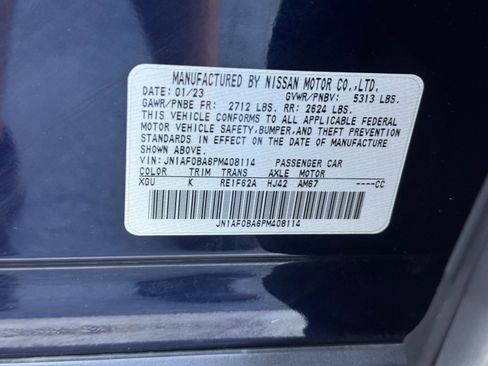 MANUFACTURED BY NISSAN MOTOR CO.,LTD.
DATE: 01/23 GVWR/PNBV: 5313 LBS.
GAWR/PNBE FR: 2712 LBS. RR: 2624 LBS.
THIS VEHICLE CONFORMS TO ALL APPLICABLE FEDERAL
MOTOR VEHICLE SAFETY,BUMPER,AND THEFT PREVENTION
STANDARDS IN EFFECT ON THE DATE OF MANUFACTURE
SHOWN ABOVE.
VIN: JN1AF0BA6PM408114 PASSENGER CAR
COLOR TRIM TRANS AXLE MOTOR
XGU K RE1F62A HJ42 AM67 ----CC
JN1AF0BA6PM408114